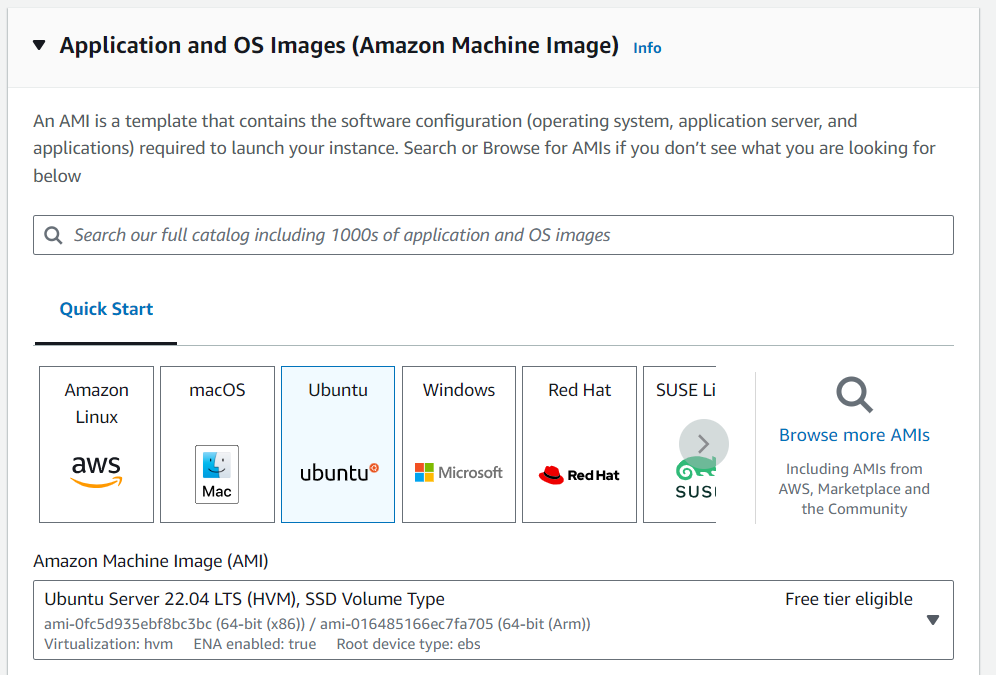 Application and OS Images (Amazon Machine Image) Info
An AMI is a template that contains the software configuration (operating system, application server, and
applications) required to launch your instance. Search or Browse for AMIs if you don’t see what you are looking for
below
Search our full catalog including 1000s of application and OS images
Quick Start
Amazon
Linux
aws
macOS
Mac
Ubuntu
ubuntu
Windows
Microsoft
Red Hat
Red Hat
SUSE Li
SUS
Browse more AMIs
Including AMIs from
AWS, Marketplace and
the Community
Amazon Machine Image (AMI)
Ubuntu Server 22.04 LTS (HVM), SSD Volume Type
Free tier eligible
ami-0fc5d935ebf8bc3bc (64-bit (x86)) / ami-016485166ec7fa705 (64-bit (Arm))
Virtualization: hvm ENA enabled: true Root device type: ebs